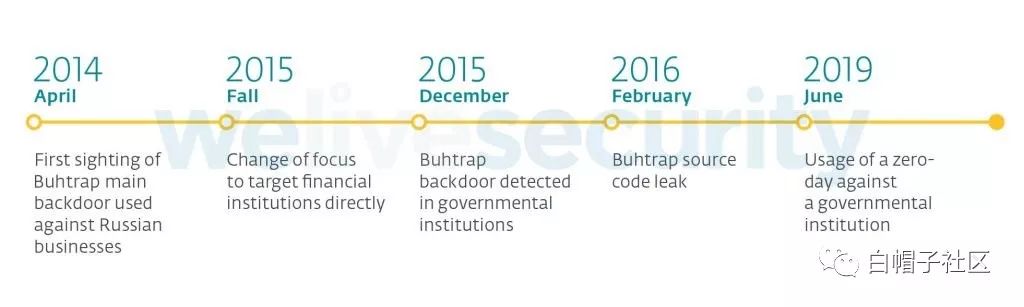 2014
April
First sighting of
Buhtrap main
backdoor used
against Russian
businesses
2015
Fall
Change of focus
to target financial
institutions directly
2015
December
Buhtrap
backdoor detected
in governmental
institutions
2016
February
Buhtrap source
code leak
2019
June
Usage of a zero-
day against
a governmental
institution
welivesecurity
白帽子社区